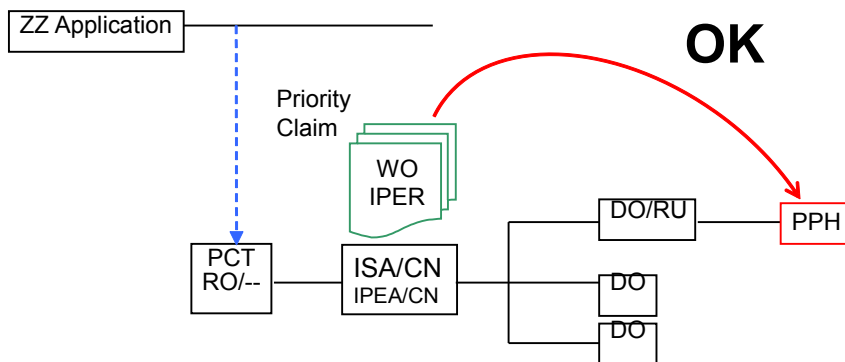 ZZ Application
OK
Priority
Claim
WO
IPER
DO/RU
PPH
PCT
RO/--
ISA/CN
IPEA/CN
DO
DO